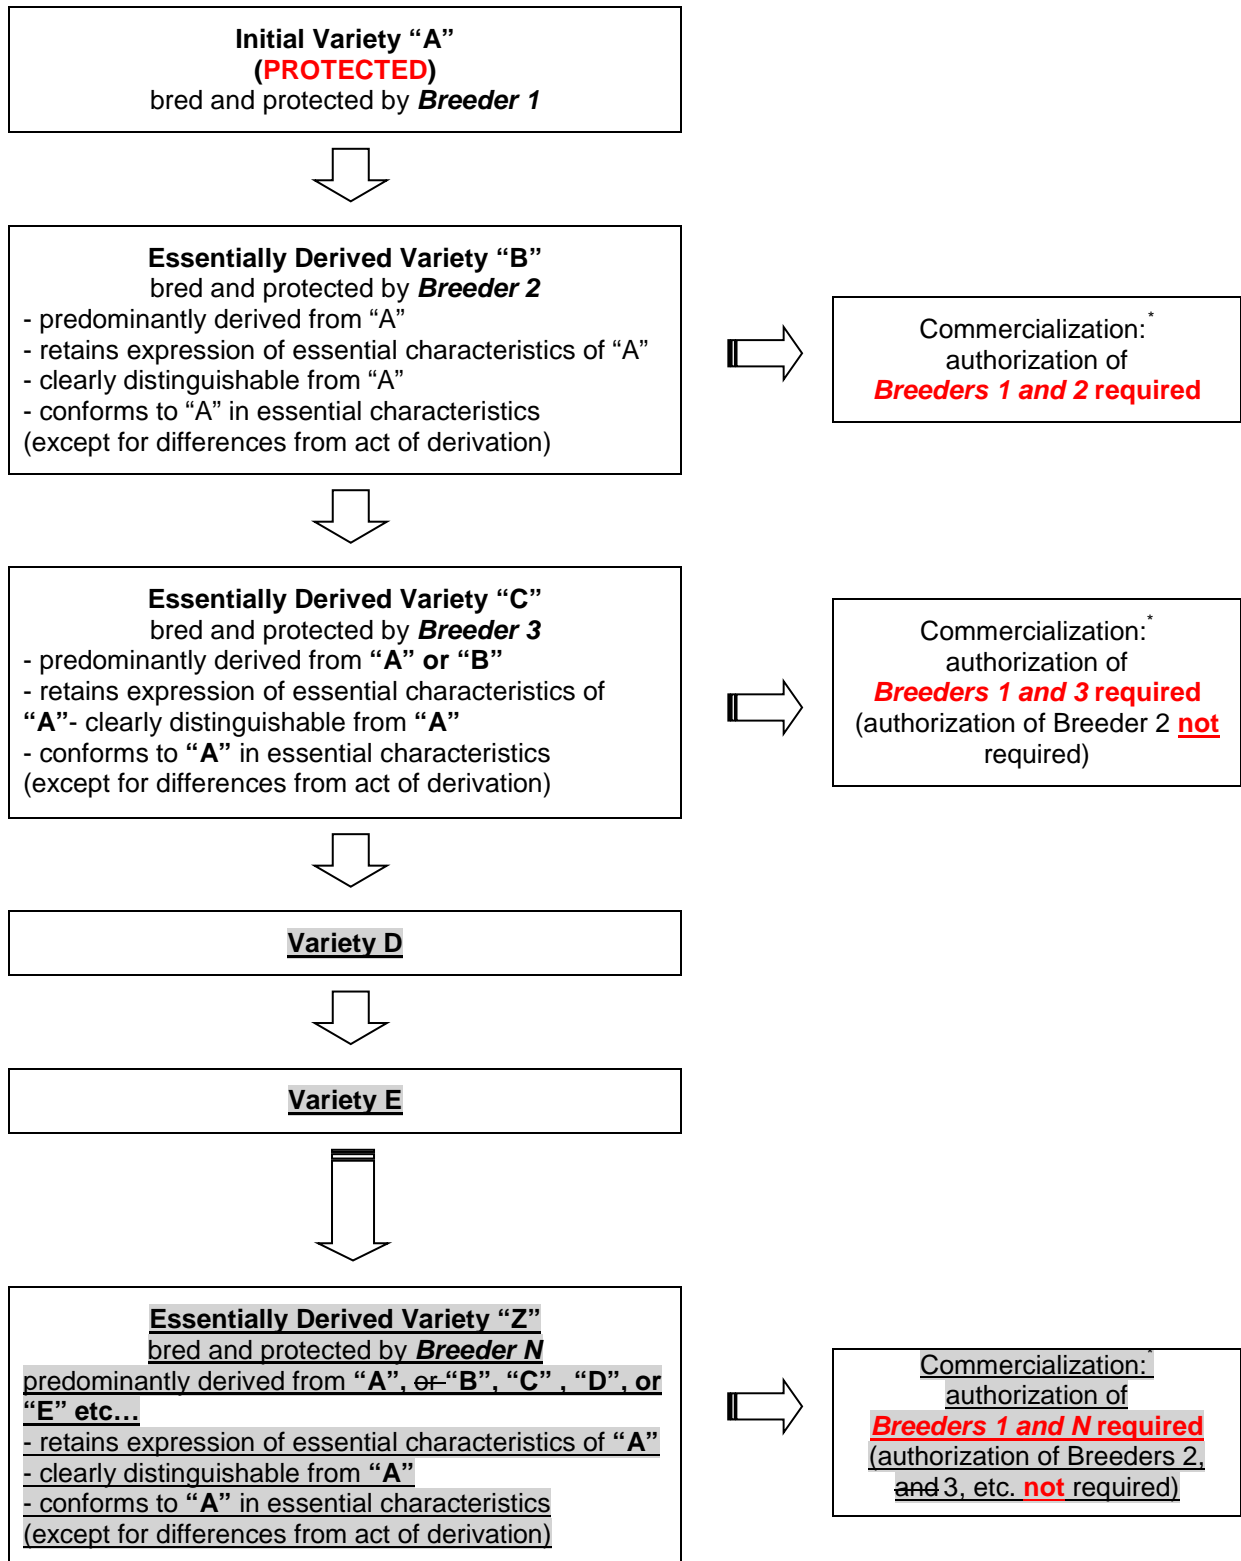 Initial Variety “A”
(PROTECTED)
bred and protected by Breeder 1
Essentially Derived Variety “B”
bred and protected by Breeder 2
- predominantly derived from “A”
- retains expression of essential characteristics of “A”
- clearly distinguishable from “A”
- conforms to “A” in essential characteristics
(except for differences from act of derivation)
Commercialization:*
authorization of
Breeders 1 and 2 required
Essentially Derived Variety “C”
bred and protected by Breeder 3
- predominantly derived from “A” or “B”
- retains expression of essential characteristics of
“A”- clearly distinguishable from “A”
- conforms to “A” in essential characteristics
(except for differences from act of derivation)
Commercialization:*
authorization of
Breeders 1 and 3 required
(authorization of Breeder 2 not
required)
Variety D
Variety E
Essentially Derived Variety “Z”
bred and protected by Breeder N
predominantly derived from “A”, or “B”, “C” , “D”, or
“E” etc…
- retains expression of essential characteristics of “A”
- clearly distinguishable from “A”
- conforms to “A” in essential characteristics
(except for differences from act of derivation)
Commercialization:*
authorization of
Breeders 1 and N required
(authorization of Breeders 2,
and 3, etc. not required)